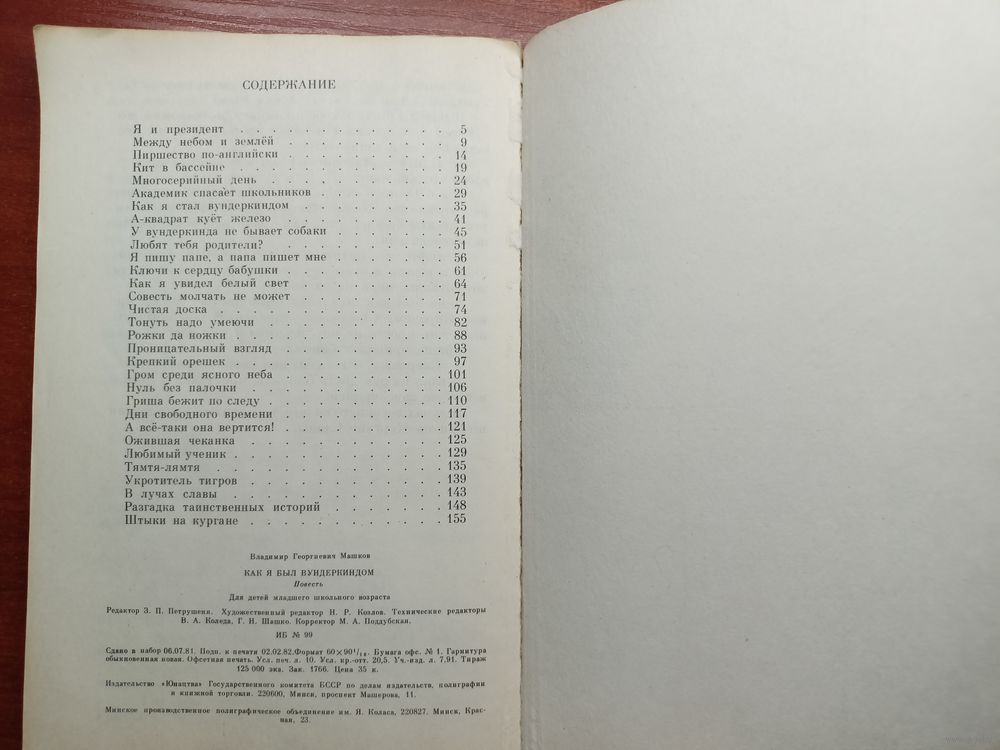 СОДЕРЖАНИЕ
Я и президент . . . . . . . . . . . . . 5
Между небом и землёй . . . . . . . . . . 9
Пиршество по-английски . . . . . . . . . . 14
Кит в бассейне . . . . . . . . . . . . . 19
Многосерийный день . . . . . . . . . . . 24
Академик спасает школьников . . . . . . . . 29
Как я стал вундеркиндом . . . . . . . . . 35
А-квадрат куёт железо . . . . . . . . . . 41
У вундеркинда не бывает собаки . . . . . . . 45
Любят тебя родители? . . . . . . . . . . 51
Я пишу папе, а папа пишет мне . . . . . . . 56
Ключи к сердцу бабушки . . . . . . . . . . 61
Как я увидел белый свет . . . . . . . . . 64
Совесть молчать не может . . . . . . . . . 71
Чистая доска . . . . . . . . . . . . . . 74
Тонуть надо умеючи . . . . . . . . . . . 82
Рожки да ножки . . . . . . . . . . . . . 88
Проницательный взгляд . . . . . . . . . . 93
Крепкий орешек . . . . . . . . . . . . . 97
Гром среди ясного неба . . . . . . . . . . 101
Нуль без палочки . . . . . . . . . . . . 106
Гриша бежит по следу . . . . . . . . . . . 110
Дни свободного времени . . . . . . . . . . 117
А всё-таки она вертится! . . . . . . . . . 121
Ожившая чеканка . . . . . . . . . . . . 125
Любимый ученик . . . . . . . . . . . . . 129
Тямтя-лямтя . . . . . . . . . . . . . . 135
Укротитель тигров . . . . . . . . . . . . 139
В лучах славы . . . . . . . . . . . . . 143
Разгадка таинственных историй . . . . . . . 148
Штыки на кургане . . . . . . . . . . . . 155
Владимир Георгиевич Машков
КАК Я БЫЛ ВУНДЕРКИНДОМ
Повесть
Для детей младшего школьного возраста
Редактор З. П. Петрушеня. Художественный редактор Н. Р. Козлов. Технические редакторы
В. А. Коледа, Г. Н. Шашко. Корректор М. А. Поддубская.
ИБ № 99
Сдано в набор 06.07.81. Подп. к печати 02.02.82.Формат 60×90¹/₁₆. Бумага офс. № 1. Гарнитура
обыкновенная новая. Офсетная печать. Усл. печ. л. 10. Усл. кр.-отт. 20,5. Уч.-изд. л. 7,91. Тираж
125 000 экз. Зак. 1766. Цена 35 к.
Издательство «Юнацтва» Государственного комитета БССР по делам издательств, полиграфии
и книжной торговли. 220600, Минск, проспект Машерова, 11.
Минское производственное полиграфическое объединение им. Я. Коласа, 220827. Минск, Крас-
ная, 23.